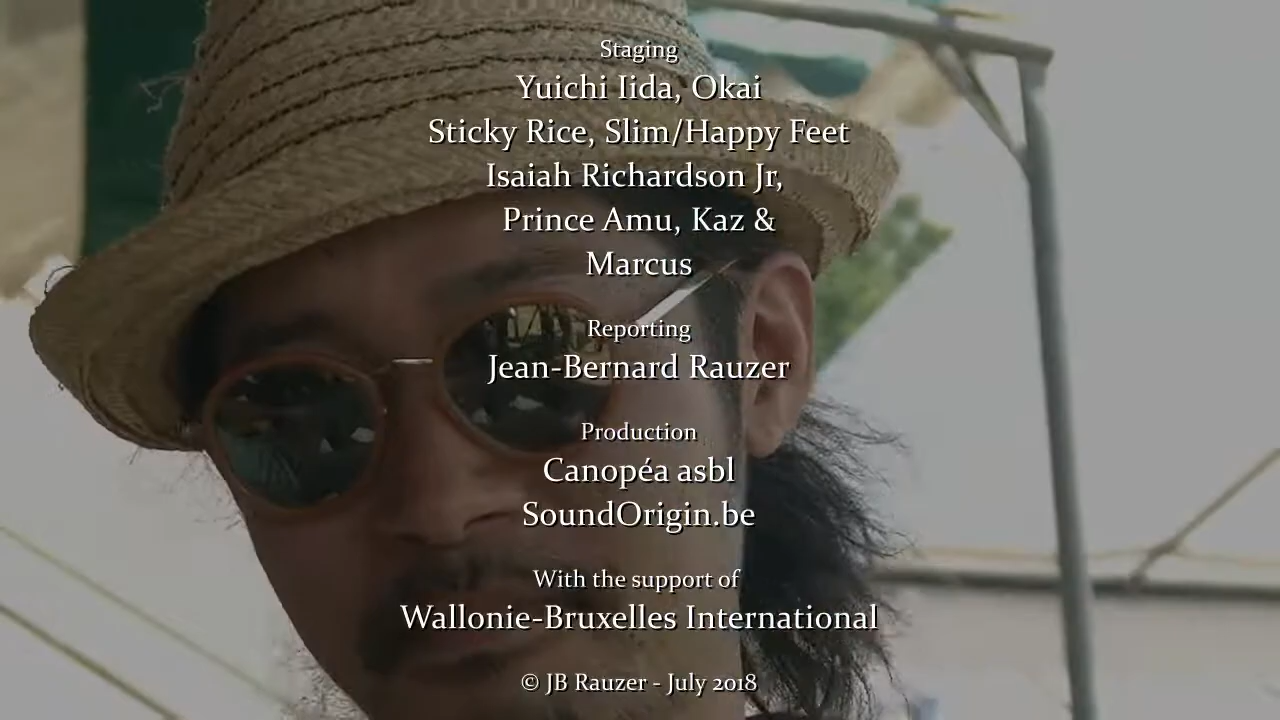 Staging
Yuichi Iida, Okai
Sticky Rice, Slim/Happy Feet
Isaiah Richardson Jr,
Prince Amu, Kaz &
Marcus
Reporting
Jean-Bernard Rauzer
Production
Canopéa asbl
SoundOrigin.be
With the support of
Wallonie-Bruxelles International
© JB Rauzer - July 2018